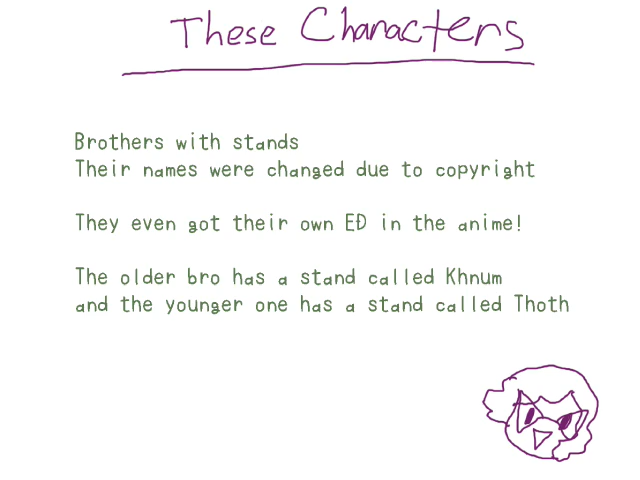 These Characters
Brothers with stands
Their names were changed due to copyright
They even got their own ED in the anime!
The older bro has a stand called Khnum
and the younger one has a stand called Thoth